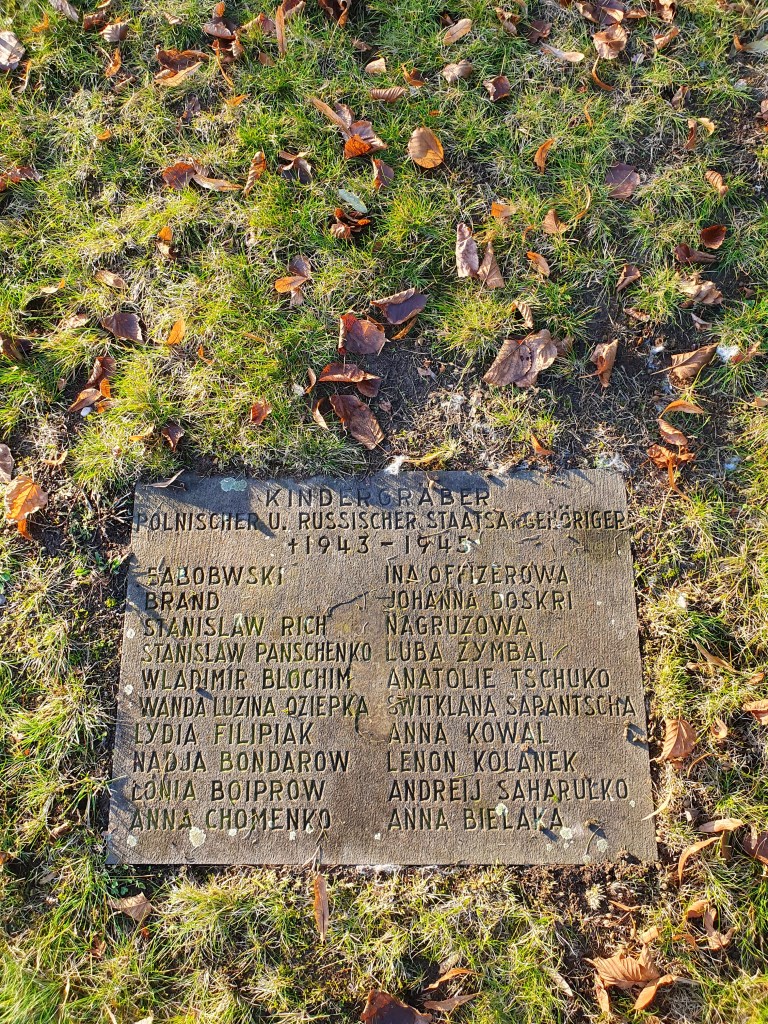 KINDERGRÄBER
POLNISCHER U. RUSSISCHER STAATSANGEHÖRIGER
†1943 – 1945
BABOBWSKI
BRAND
STANISLAW RICH
STANISLAW PANSCHENKO
WLADIMIR BLOCHIM
WANDA LUZINA OZIEPKA
LYDIA FILIPIAK
NADJA BONDAROW
LONIA BOIPROW
ANNA CHOMENKO
INA OFFIZEROWA
JOHANNA DOSKRI
NAGRUZOWA
LUBA ZYMBAL
ANATOLIE TSCHUKO
SWITKLANA SAPANTSCHA
ANNA KOWAL
LENON KOLANEK
ANDREIJ SAHARULKO
ANNA BIELAKA